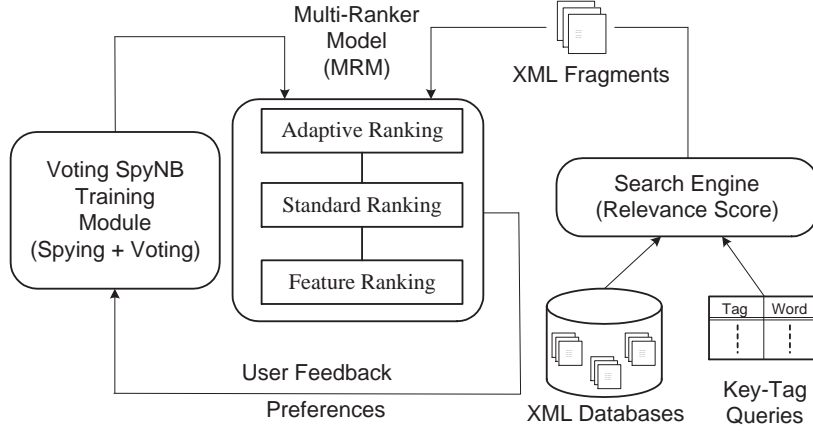 Multi-Ranker
Model
(MRM)
XML Fragments
Adaptive Ranking
Standard Ranking
Feature Ranking
Voting SpyNB
Training
Module
(Spying + Voting)
Search Engine
(Relevance Score)
Tag Word
User Feedback
Preferences
XML Databases
Key-Tag
Queries